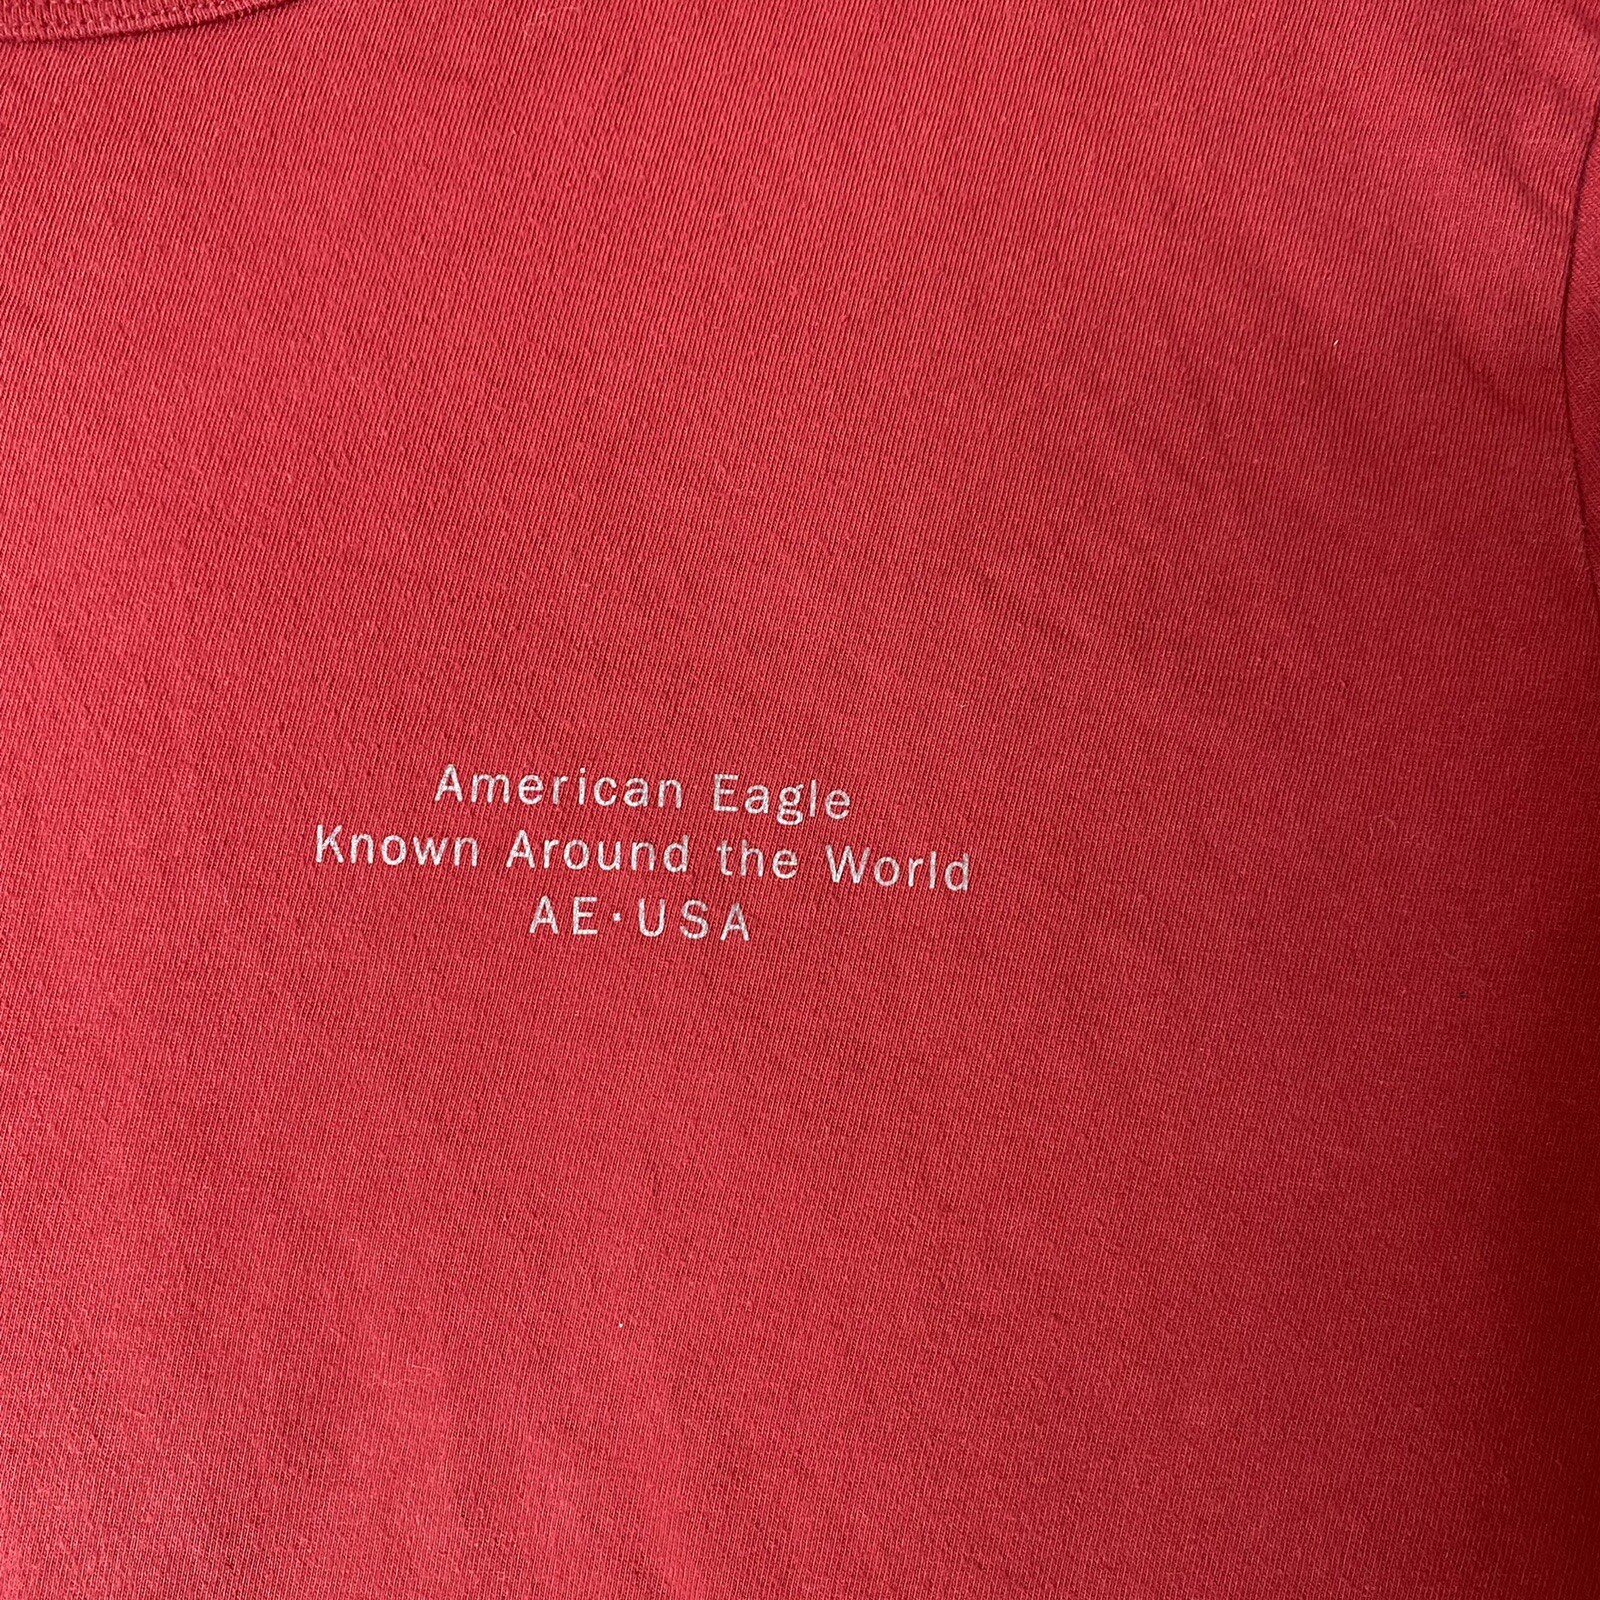 American Eagle
Known Around the World
AE·USA